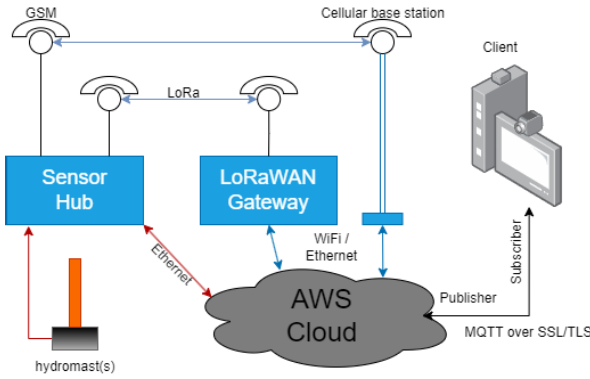 GSM
Cellular base station
Client
LoRa
Sensor
Hub
LoRaWAN
Gateway
Ethernet
WiFi /
Ethernet
Subscriber
AWS
Cloud
Publisher
MQTT over SSL/TLS
hydromast(s)